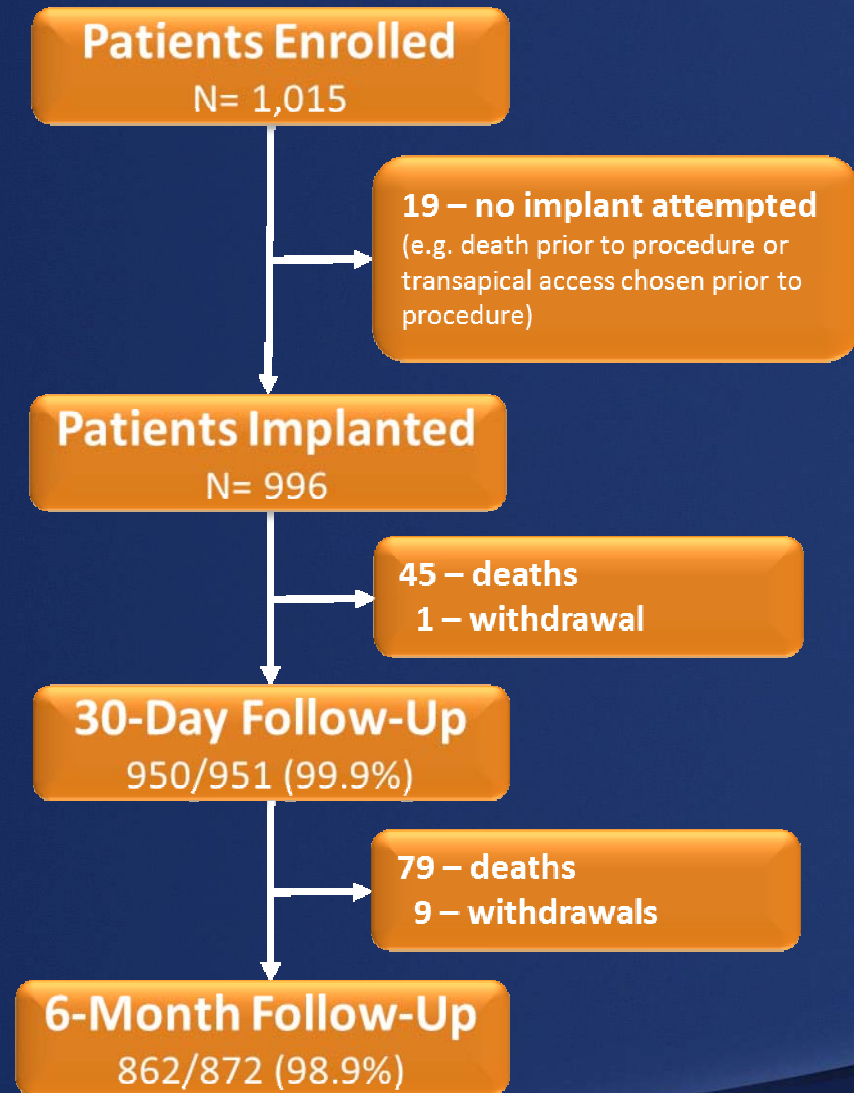 Patients Enrolled
N= 1,015
19 – no implant attempted
(e.g. death prior to procedure or
transapical access chosen prior to
procedure)
Patients Implanted
N= 996
45 – deaths
1 – withdrawal
30-Day Follow-Up
950/951 (99.9%)
79 – deaths
9 – withdrawals
6-Month Follow-Up
862/872 (98.9%)